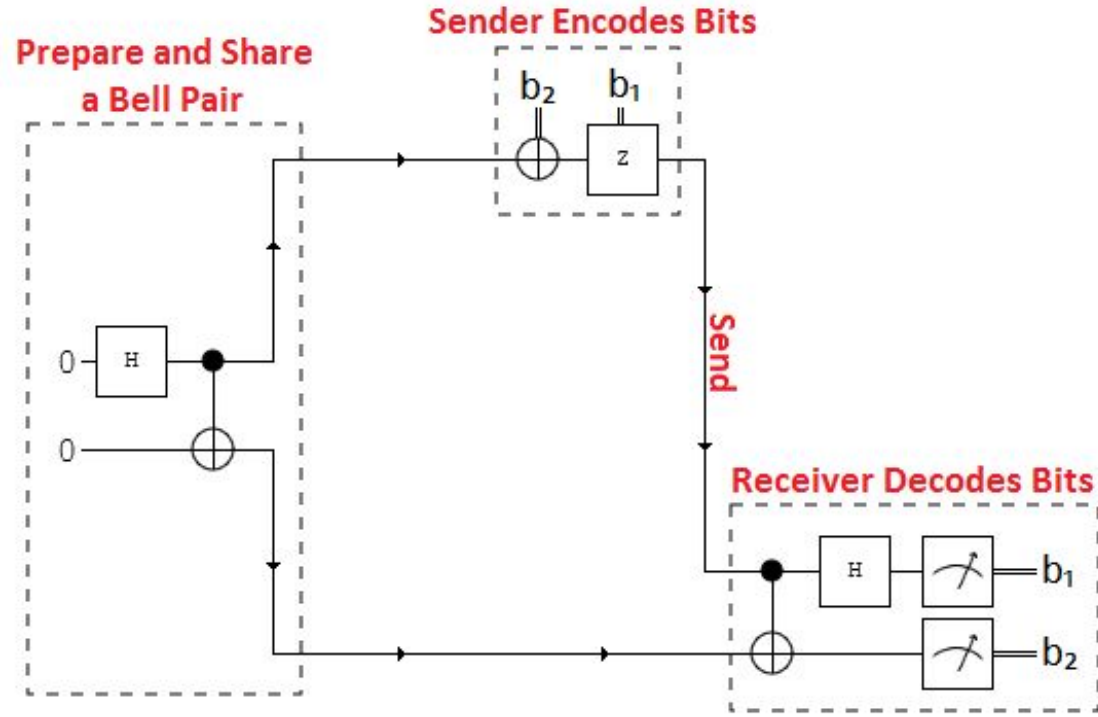 Prepare and Share
a Bell Pair
Sender Encodes Bits
b₂ b₁
Z
0 H
0
Send
Receiver Decodes Bits
H b₁
b₂